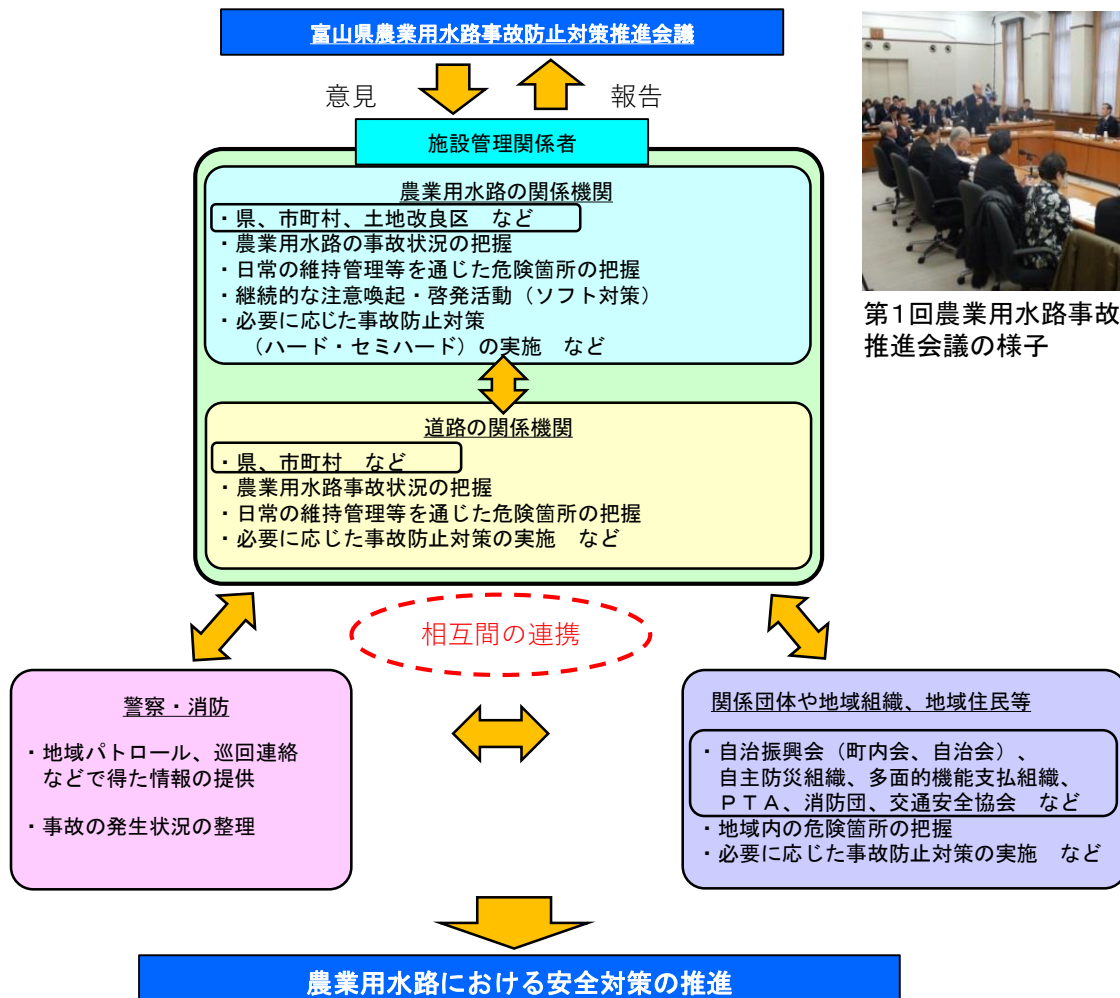 富山県農業用水路事故防止対策推進会議
意見
報告
施設管理関係者
農業用水路の関係機関
・県、市町村、土地改良区　など
・農業用水路の事故状況の把握
・日常の維持管理等を通じた危険箇所の把握
・継続的な注意喚起・啓発活動（ソフト対策）
・必要に応じた事故防止対策
（ハード・セミハード）の実施　など
道路の関係機関
・県、市町村　など
・農業用水路事故状況の把握
・日常の維持管理等を通じた危険箇所の把握
・必要に応じた事故防止対策の実施　など
第1回農業用水路事故
推進会議の様子
相互間の連携
警察・消防
・地域パトロール、巡回連絡
などで得た情報の提供
・事故の発生状況の整理
関係団体や地域組織、地域住民等
・自治振興会（町内会、自治会）、
自主防災組織、多面的機能支払組織、
ＰＴＡ、消防団、交通安全協会　など
・地域内の危険箇所の把握
・必要に応じた事故防止対策の実施　など
農業用水路における安全対策の推進